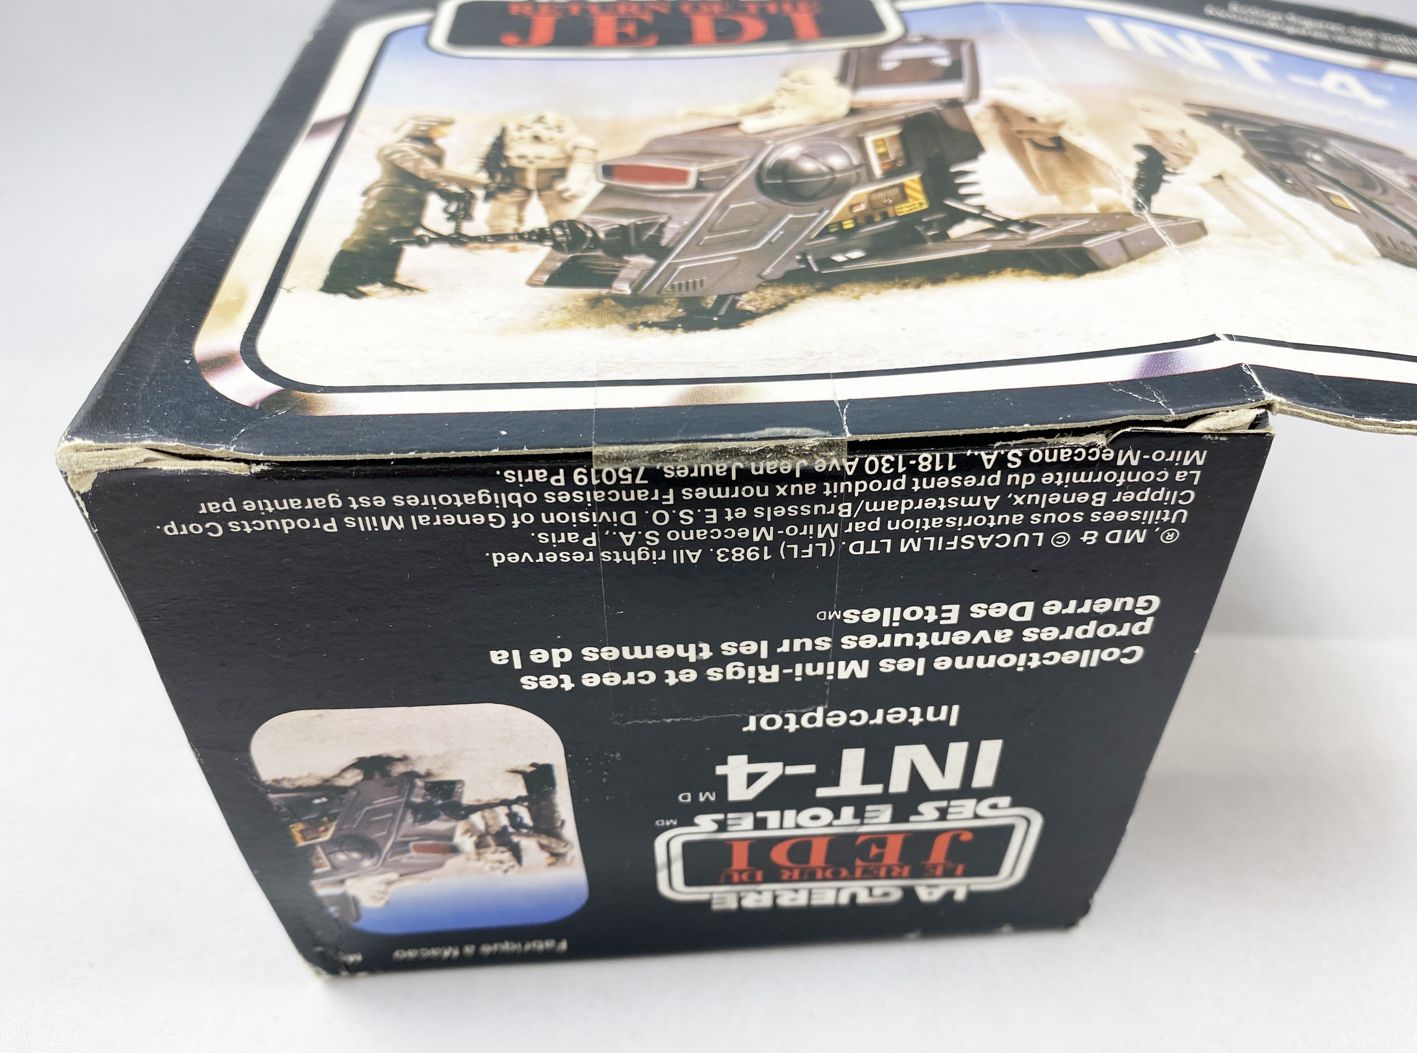 RETURN OF THE
JEDI
INT-4
LA GUERRE
LE RETOUR DU
JEDI
DES ETOILES MD
INT-4 MD
Interceptor
Collectionne les Mini-Rigs et cree tes
propres aventures sur les themes de la
Guerre Des EtoilesMD
®, MD & © LUCASFILM LTD. (LFL) 1983. All rights reserved.
Utilisees sous autorisation par Miro-Meccano S.A., Paris.
Clipper Benelux, Amsterdam/Brussels et E.S.O. Division of General Mills Products Corp.
La conformite du present produit aux normes Francaises obligatoires est garantie par
Miro-Meccano S.A., 118-130 Ave Jean Jaures, 75019 Paris.
Fabriqué à Macao